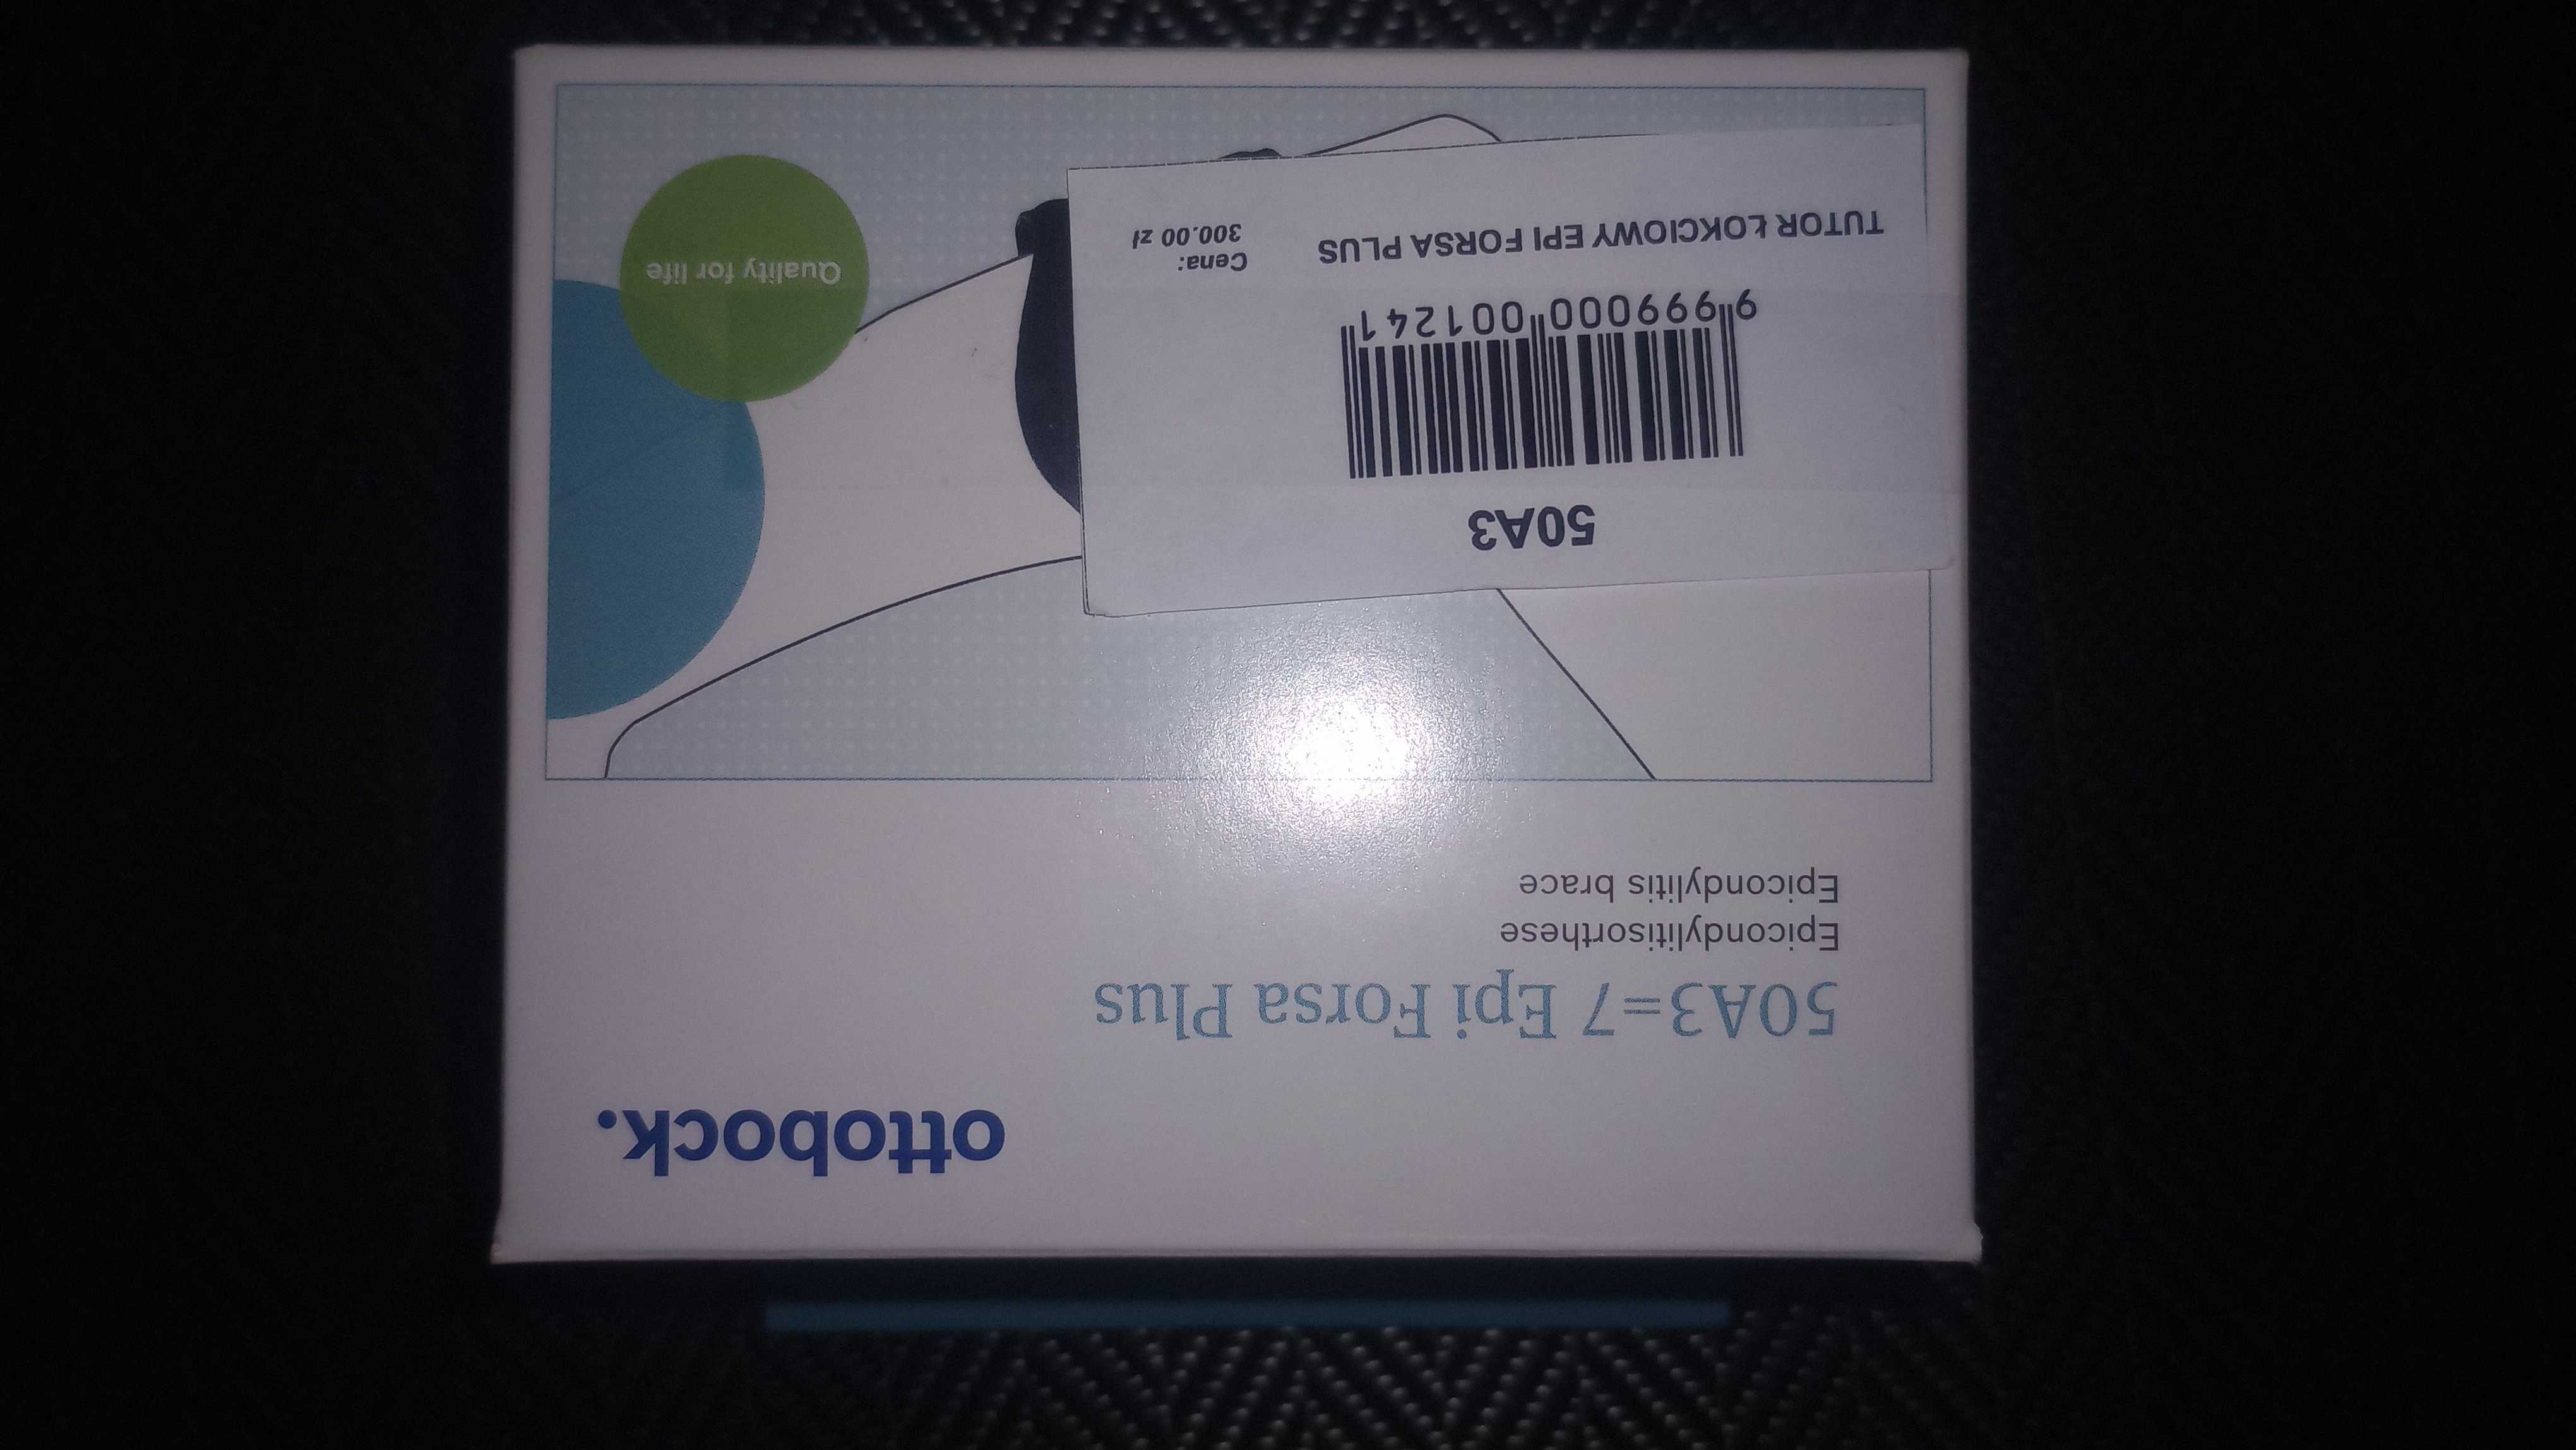 ottobock.
50A3=7 Epi Forsa Plus
Epicondylitisorthese
Epicondylitis brace
50A3
9 999000 001241
TUTOR ŁOKCIOWY EPI FORSA PLUS
Cena:
300.00 zł
Quality for life